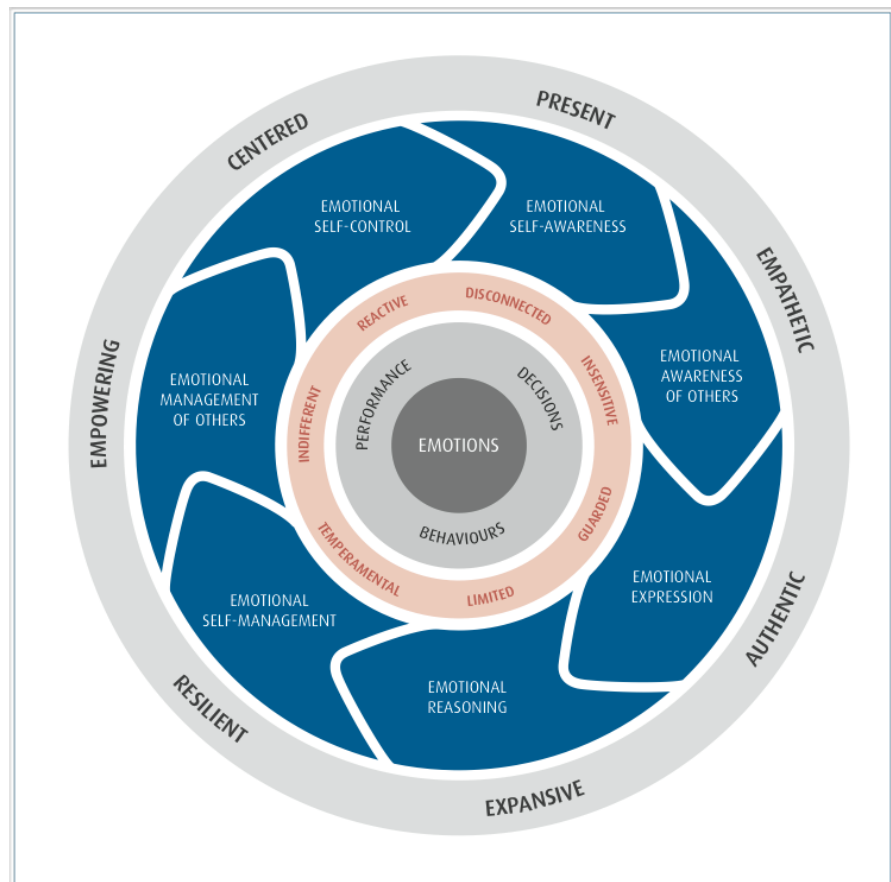 PRESENT
EMPATHETIC
AUTHENTIC
EXPANSIVE
RESILIENT
EMPOWERING
CENTERED
EMOTIONAL
SELF-AWARENESS
EMOTIONAL
AWARENESS
OF OTHERS
EMOTIONAL
EXPRESSION
EMOTIONAL
REASONING
EMOTIONAL
SELF-MANAGEMENT
EMOTIONAL
MANAGEMENT
OF OTHERS
EMOTIONAL
SELF-CONTROL
DISCONNECTED
INSENSITIVE
GUARDED
LIMITED
TEMPERAMENTAL
INDIFFERENT
REACTIVE
PERFORMANCE
DECISIONS
BEHAVIOURS
EMOTIONS